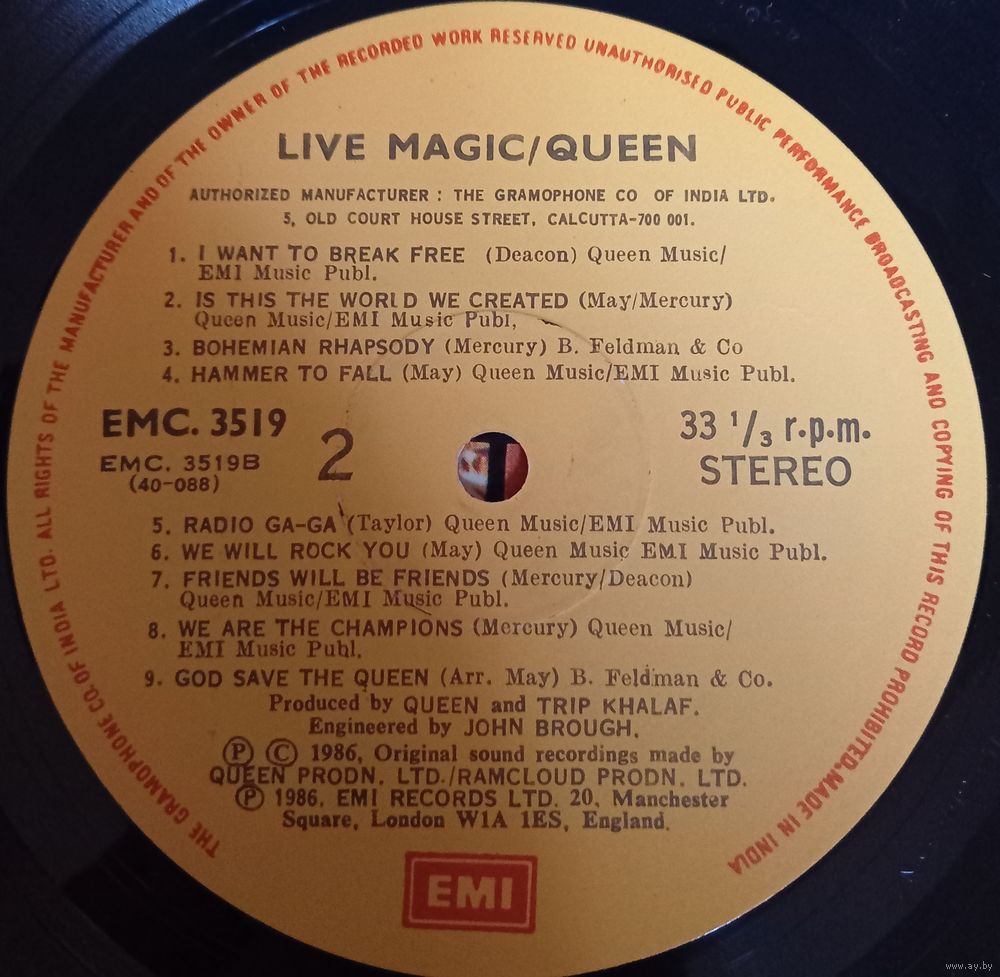 THE GRAMOPHONE CO. OF INDIA LTD. ALL RIGHTS OF THE MANUFACTURER AND OF THE OWNER OF THE RECORDED WORK RESERVED UNAUTHORISED PUBLIC PERFORMANCE BROADCASTING AND COPYING OF THIS RECORD PROHIBITED. MADE IN INDIA
LIVE MAGIC/QUEEN
AUTHORIZED MANUFACTURER : THE GRAMOPHONE CO OF INDIA LTD.
5, OLD COURT HOUSE STREET, CALCUTTA-700 001.
1. I WANT TO BREAK FREE (Deacon) Queen Music/
EMI Music Publ.
2. IS THIS THE WORLD WE CREATED (May/Mercury)
Queen Music/EMI Music Publ,
3. BOHEMIAN RHAPSODY (Mercury) B. Feldman & Co
4. HAMMER TO FALL (May) Queen Music/EMI Music Publ.
EMC. 3519
EMC. 3519B
(40-088)
2
33 1/3 r.p.m.
STEREO
5. RADIO GA-GA (Taylor) Queen Music/EMI Music Publ.
6. WE WILL ROCK YOU (May) Queen Music EMI Music Publ.
7. FRIENDS WILL BE FRIENDS (Mercury/Deacon)
Queen Music/EMI Music Publ.
8. WE ARE THE CHAMPIONS (Mercury) Queen Music/
EMI Music Publ.
9. GOD SAVE THE QUEEN (Arr. May) B. Feldman & Co.
Produced by QUEEN and TRIP KHALAF.
Engineered by JOHN BROUGH.
Ⓟ Ⓒ 1986, Original sound recordings made by
QUEEN PRODN. LTD./RAMCLOUD PRODN. LTD.
Ⓟ 1986, EMI RECORDS LTD. 20, Manchester
Square, London W1A 1ES, England.
EMI
www.ay.by